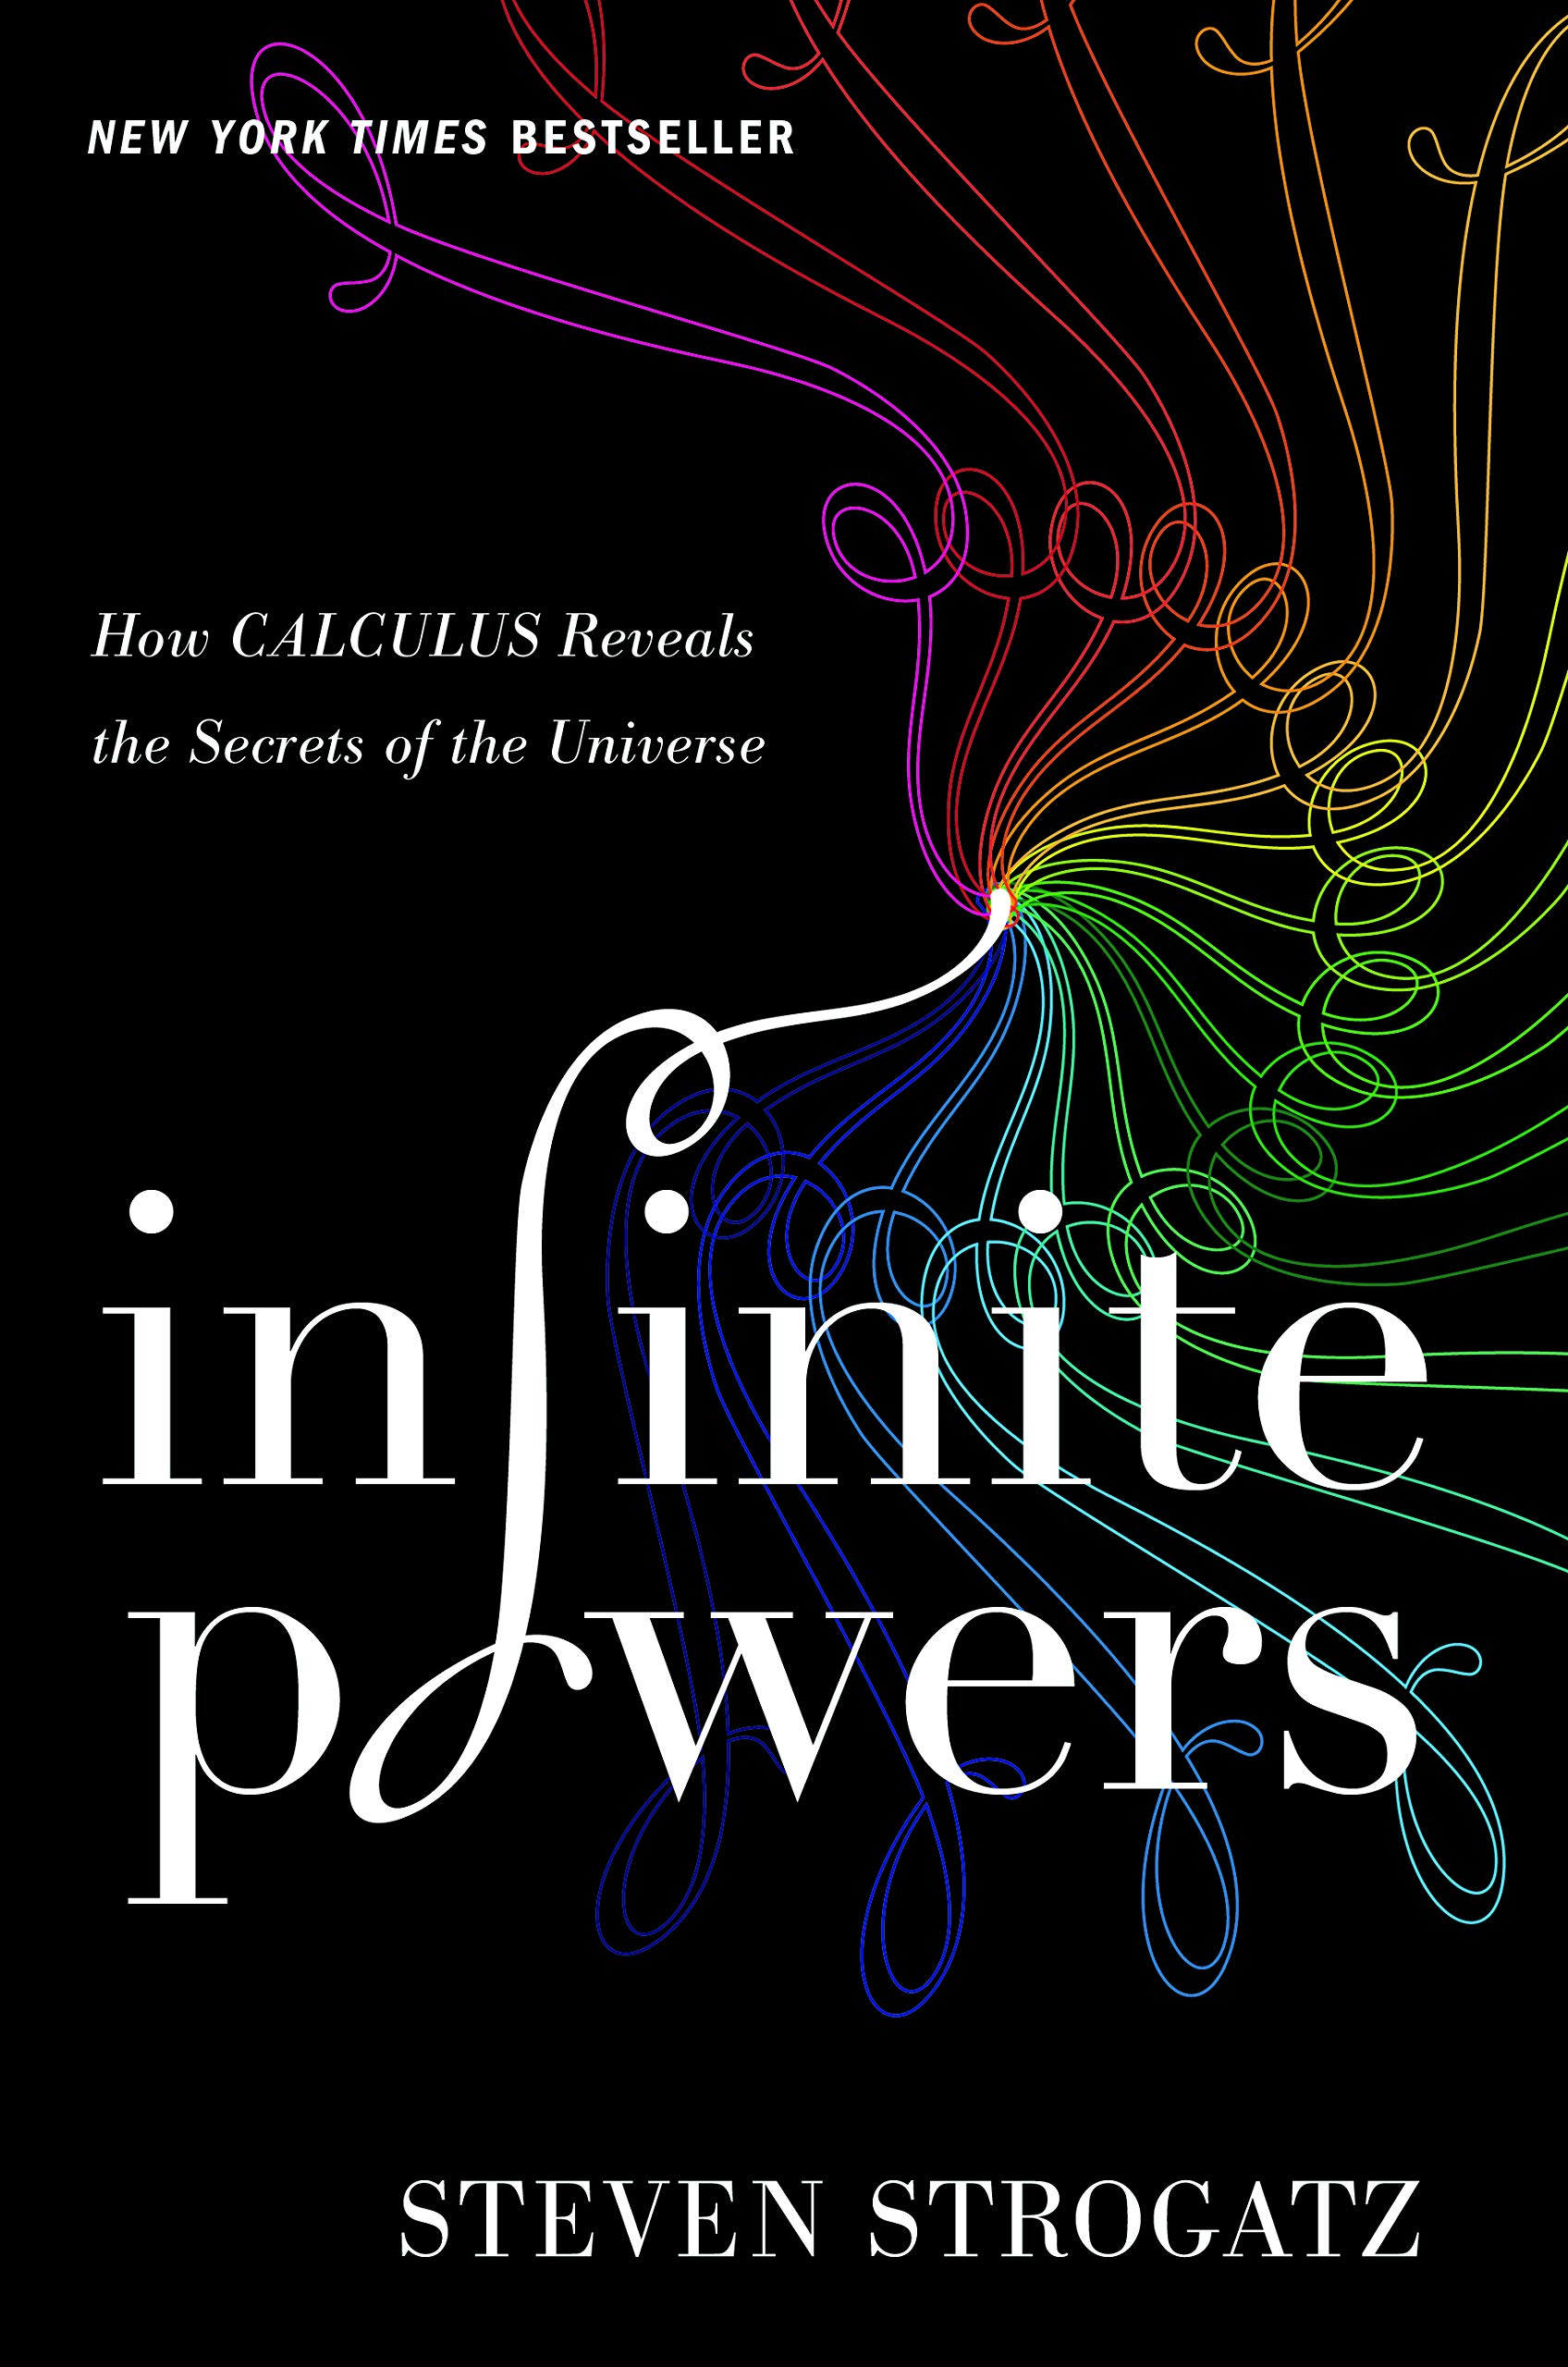 NEW YORK TIMES BESTSELLER
How CALCULUS Reveals
the Secrets of the Universe
infinite
powers
STEVEN STROGATZ